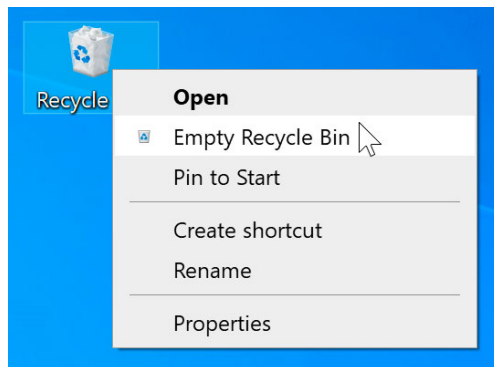 Recycle
Open
Empty Recycle Bin
Pin to Start
Create shortcut
Rename
Properties